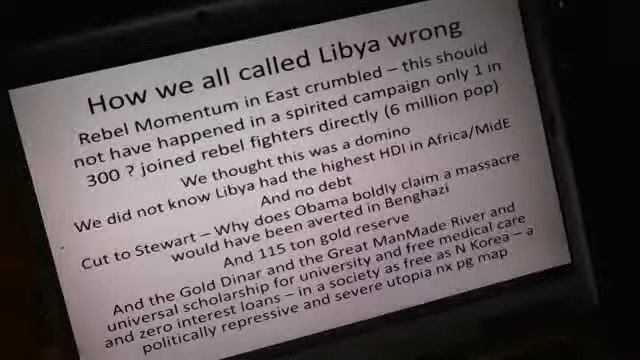 How we all called Libya wrong
Rebel Momentum in East crumbled – this should
not have happened in a spirited campaign only 1 in
300 ? joined rebel fighters directly (6 million pop)
We thought this was a domino
We did not know Libya had the highest HDI in Africa/MidE
And no debt
Cut to Stewart – Why does Obama boldly claim a massacre
would have been averted in Benghazi
And 115 ton gold reserve
And the Gold Dinar and the Great ManMade River and
universal scholarship for university and free medical care
and zero interest loans – in a society as free as N Korea – a
politically repressive and severe utopia nx pg map